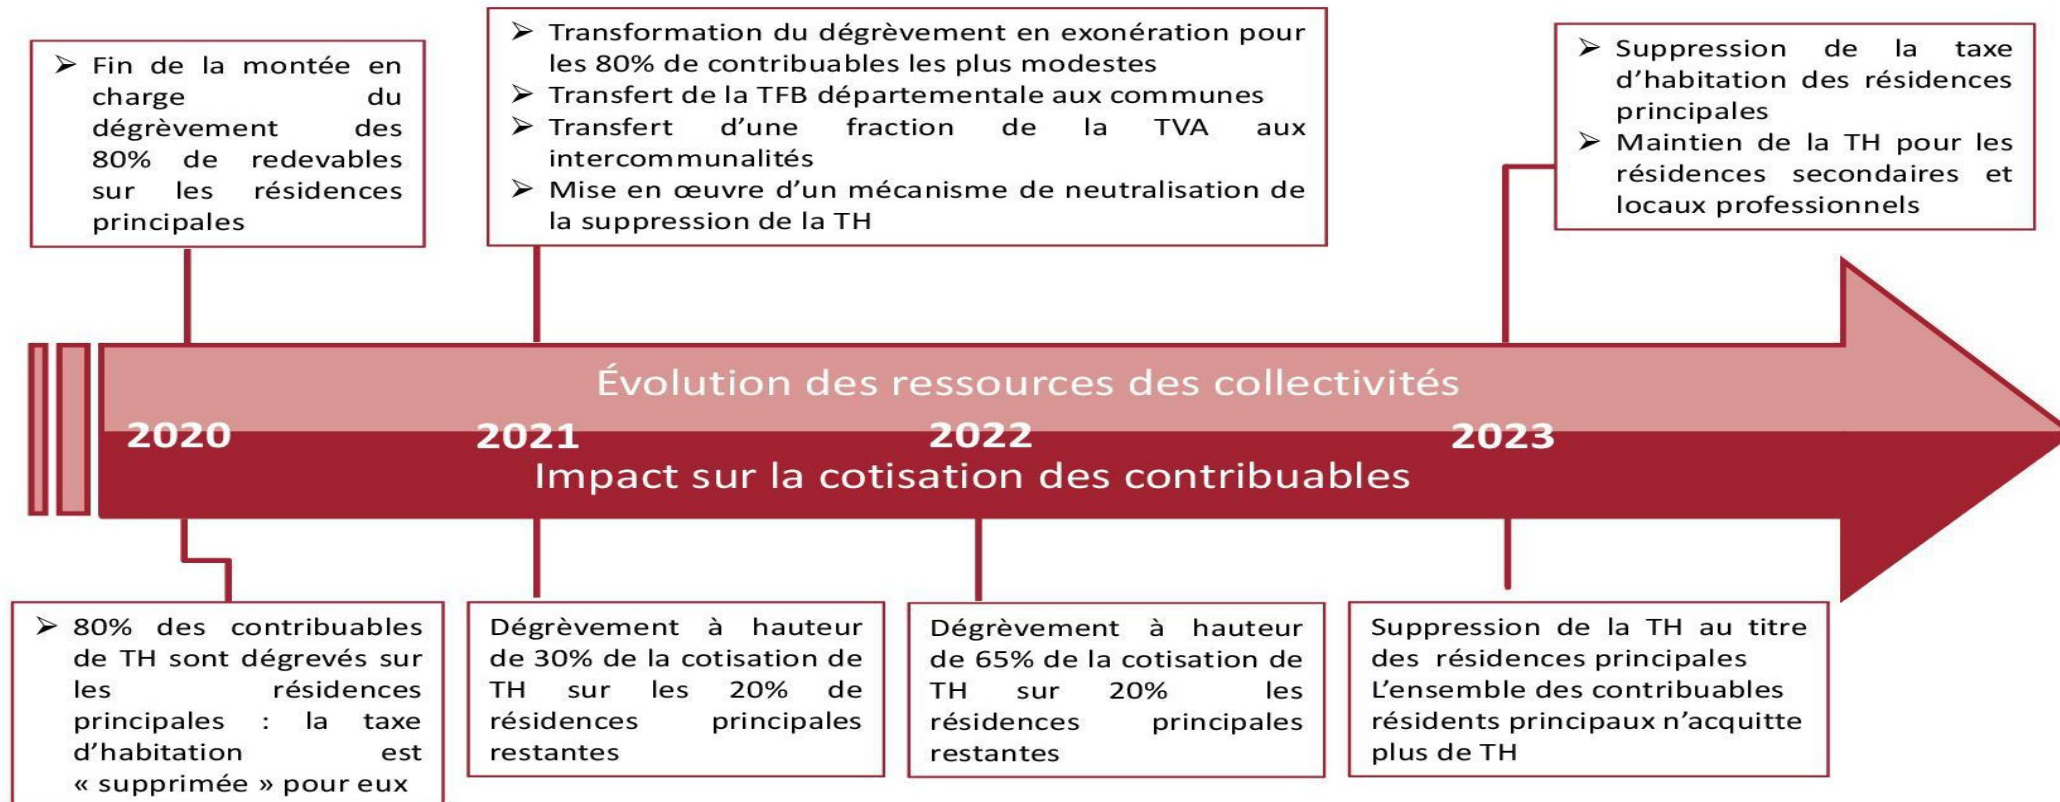 ➢ Fin de la montée en
charge du
dégrèvement des
80% de redevables
sur les résidences
principales
➢ Transformation du dégrèvement en exonération pour
les 80% de contribuables les plus modestes
➢ Transfert de la TFB départementale aux communes
➢ Transfert d'une fraction de la TVA aux
intercommunalités
➢ Mise en œuvre d'un mécanisme de neutralisation de
la suppression de la TH
➢ Suppression de la taxe
d'habitation des résidences
principales
➢ Maintien de la TH pour les
résidences secondaires et
locaux professionnels
Évolution des ressources des collectivités
2020 2021 2022 2023
Impact sur la cotisation des contribuables
➢ 80% des contribuables
de TH sont dégrevés sur
les résidences
principales : la taxe
d'habitation est
« supprimée » pour eux
Dégrèvement à hauteur
de 30% de la cotisation de
TH sur les 20% de
résidences principales
restantes
Dégrèvement à hauteur
de 65% de la cotisation de
TH sur 20% les
résidences principales
restantes
Suppression de la TH au titre
des résidences principales
L'ensemble des contribuables
résidents principaux n'acquitte
plus de TH